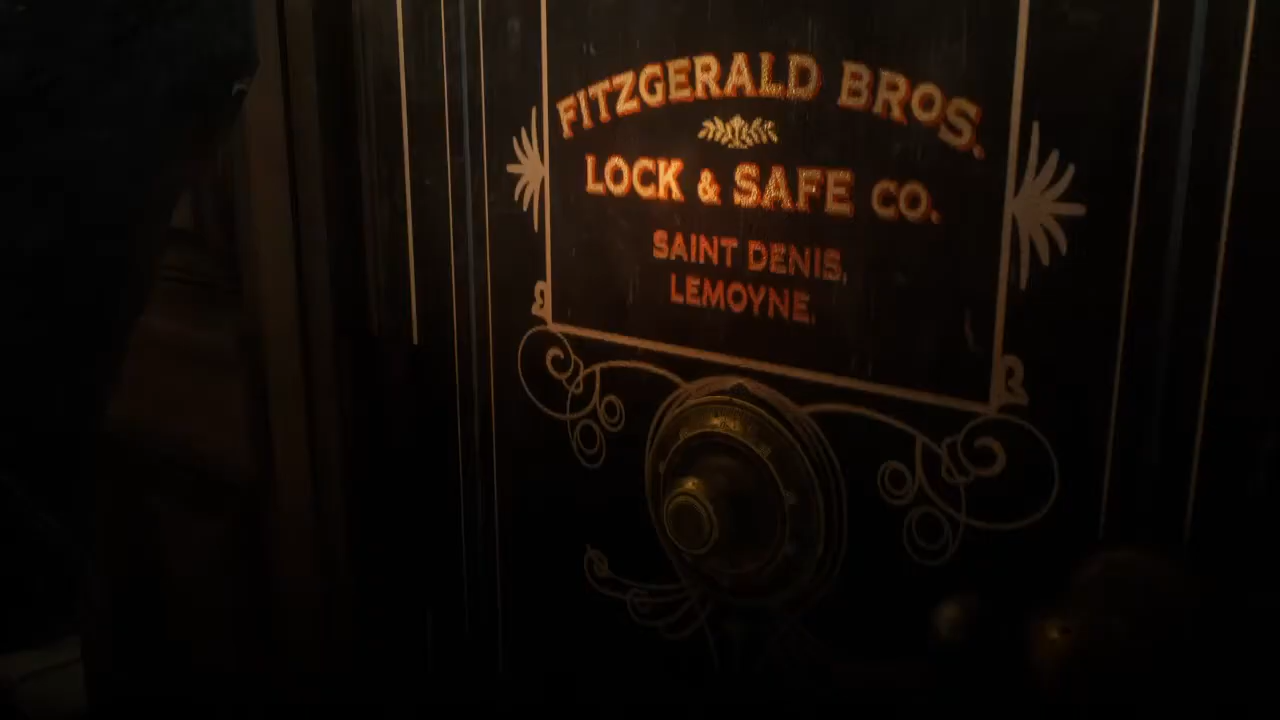 FITZGERALD BROS.
LOCK & SAFE CO.
SAINT DENIS,
LEMOYNE.